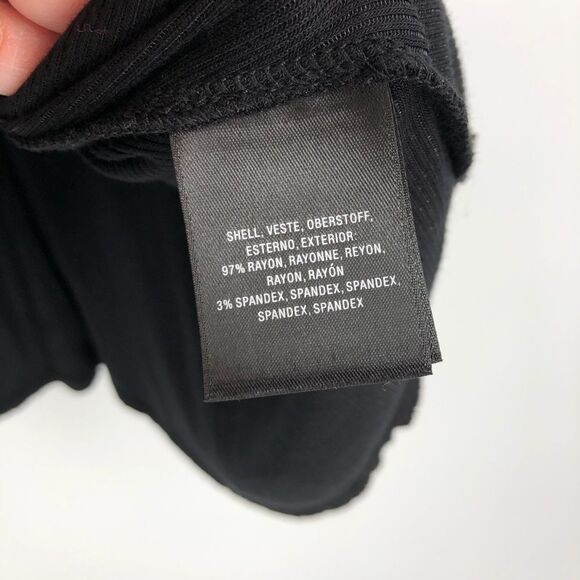 SHELL, VESTE, OBERSTOFF,
ESTERNO, EXTERIOR:
97% RAYON, RAYONNE, REYON,
RAYON, RAYÓN
3% SPANDEX, SPANDEX, SPANDEX,
SPANDEX, SPANDEX